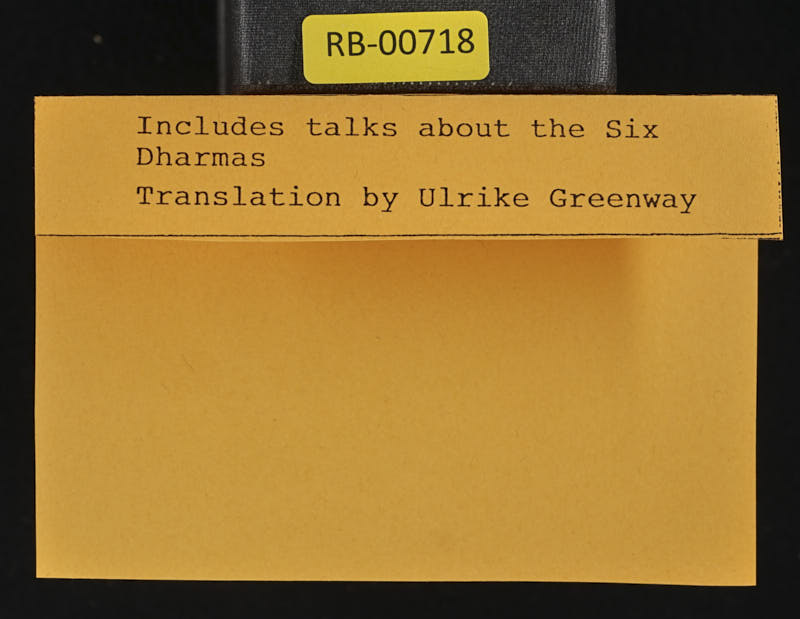 RB-00718
Includes talks about the Six
Dharmas
Translation by Ulrike Greenway